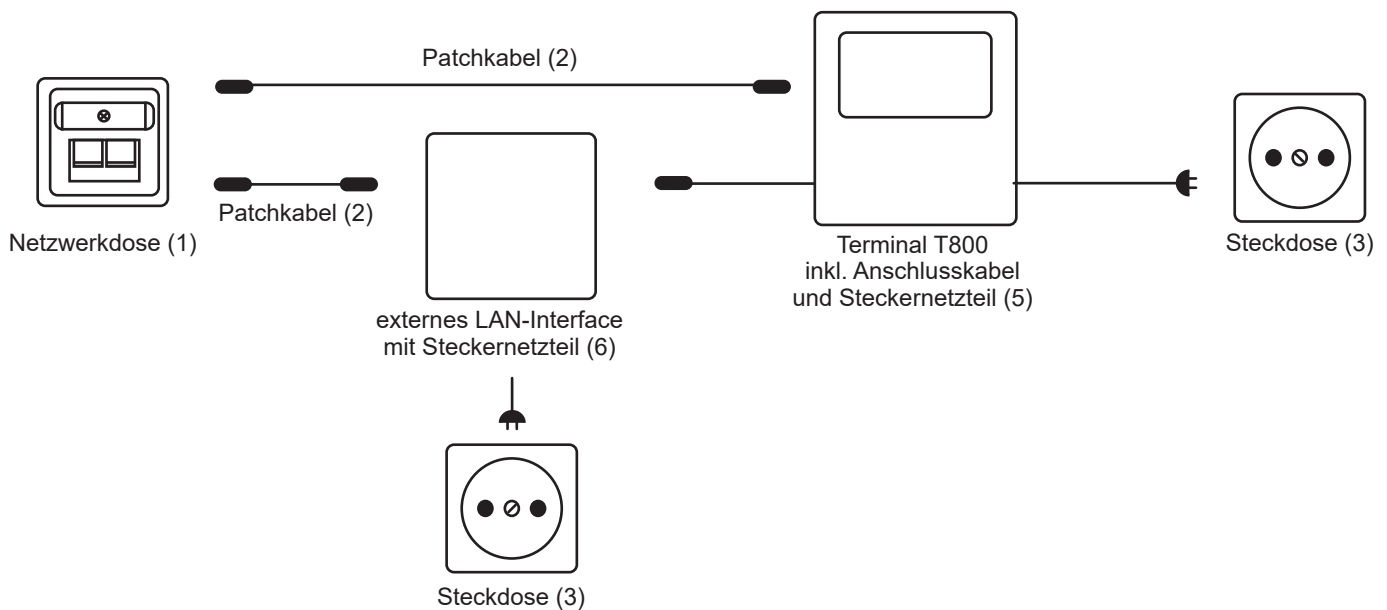 Patchkabel (2)
Patchkabel (2)
Netzwerkdose (1)
Terminal T800
inkl. Anschlusskabel
und Steckernetzteil (5)
Steckdose (3)
externes LAN-Interface
mit Steckernetzteil (6)
Steckdose (3)